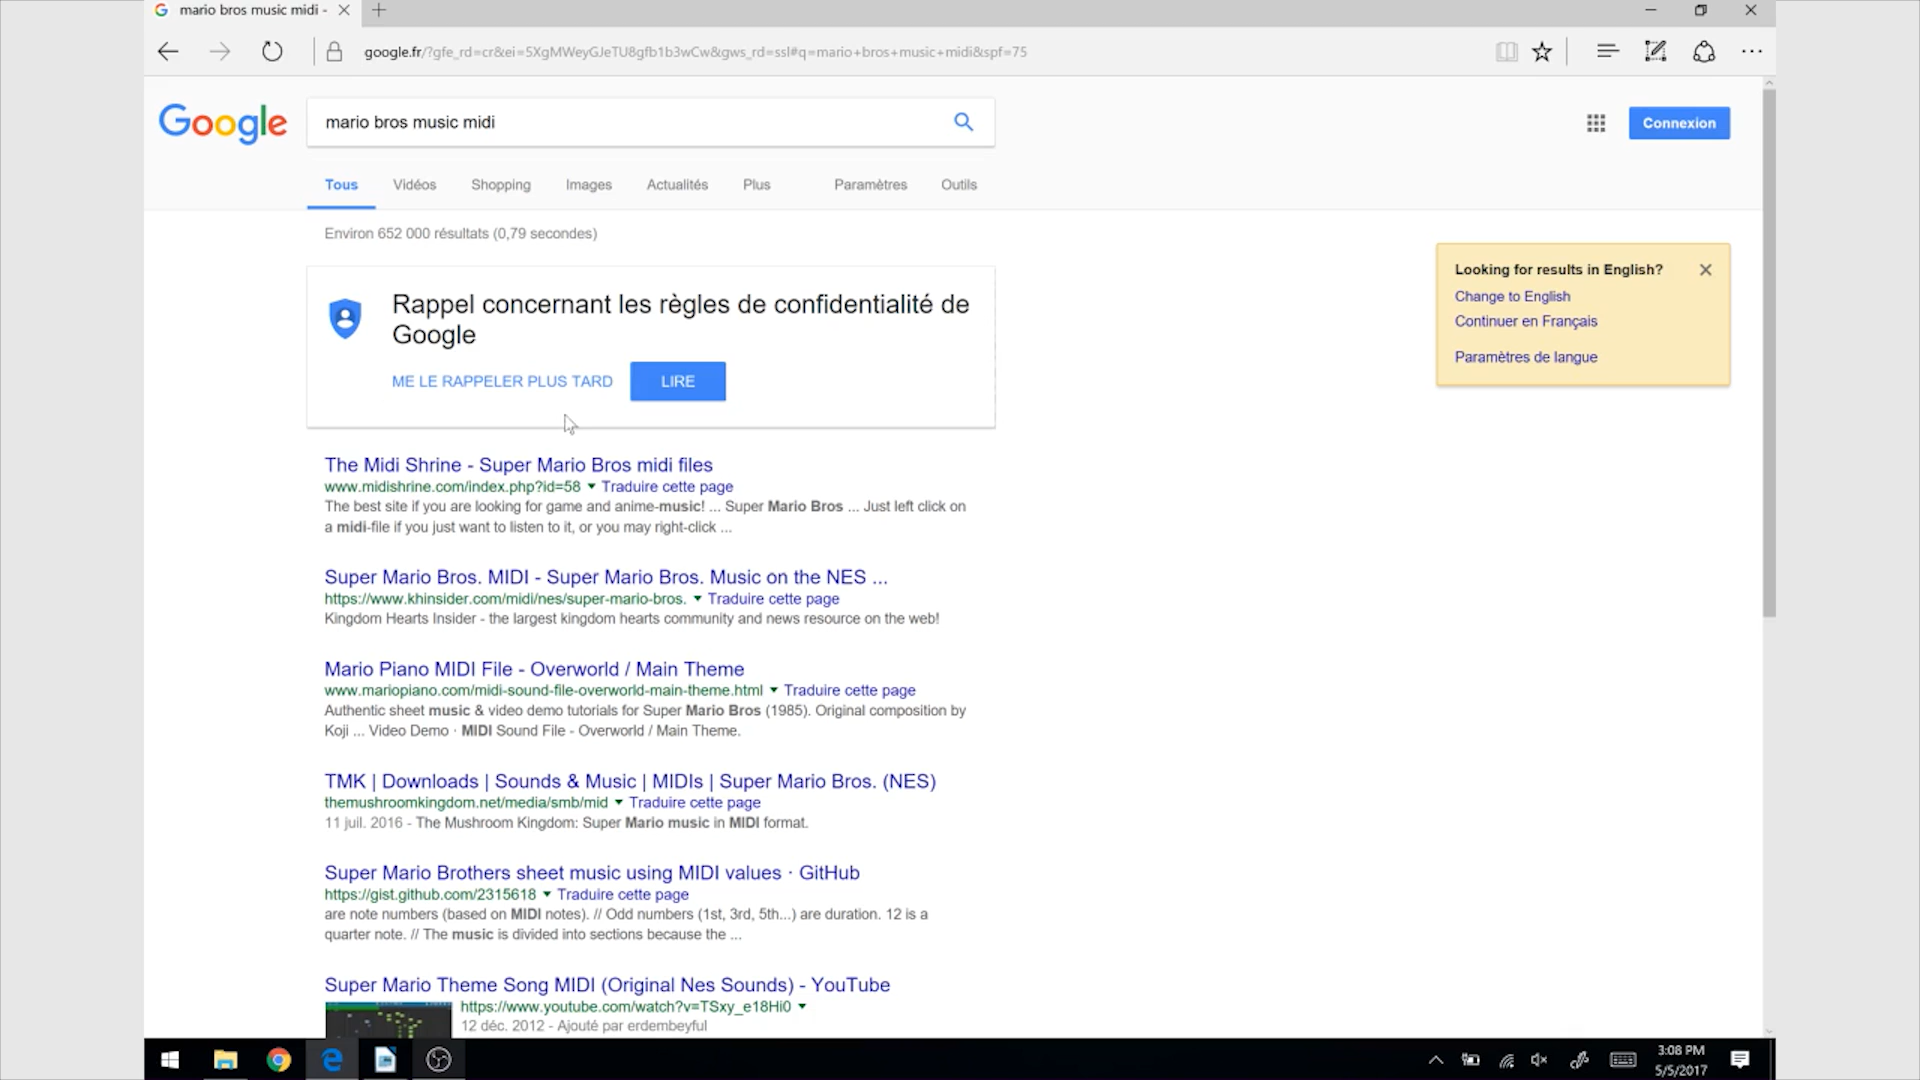 mario bros music midi -
google.fr/?gfe_rd=cr&ei=5XgMWeyGJeTU8gfb1b3wCw&gws_rd=ssl#q=mario+bros+music+midi&spf=75
Google
mario bros music midi
Connexion
Tous Vidéos Shopping Images Actualités Plus Paramètres Outils
Environ 652 000 résultats (0,79 secondes)
Looking for results in English?
Change to English
Continuer en Français
Paramètres de langue
Rappel concernant les règles de confidentialité de
Google
ME LE RAPPELER PLUS TARD LIRE
The Midi Shrine - Super Mario Bros midi files
www.midishrine.com/index.php?id=58 Traduire cette page
The best site if you are looking for game and anime-music! ... Super Mario Bros ... Just left click on
a midi-file if you just want to listen to it, or you may right-click ...
Super Mario Bros. MIDI - Super Mario Bros. Music on the NES ...
https://www.khinsider.com/midi/nes/super-mario-bros. Traduire cette page
Kingdom Hearts Insider - the largest kingdom hearts community and news resource on the web!
Mario Piano MIDI File - Overworld / Main Theme
www.mariopiano.com/midi-sound-file-overworld-main-theme.html Traduire cette page
Authentic sheet music & video demo tutorials for Super Mario Bros (1985). Original composition by
Koji ... Video Demo · MIDI Sound File - Overworld / Main Theme.
TMK | Downloads | Sounds & Music | MIDIs | Super Mario Bros. (NES)
themushroomkingdom.net/media/smb/mid Traduire cette page
11 juil. 2016 - The Mushroom Kingdom: Super Mario music in MIDI format.
Super Mario Brothers sheet music using MIDI values · GitHub
https://gist.github.com/2315618 Traduire cette page
are note numbers (based on MIDI notes). // Odd numbers (1st, 3rd, 5th...) are duration. 12 is a
quarter note. // The music is divided into sections because the ...
Super Mario Theme Song MIDI (Original Nes Sounds) - YouTube
https://www.youtube.com/watch?v=TSxy_e18Hi0
12 déc. 2012 - Ajouté par erdembeyful
3:08 PM
5/5/2017